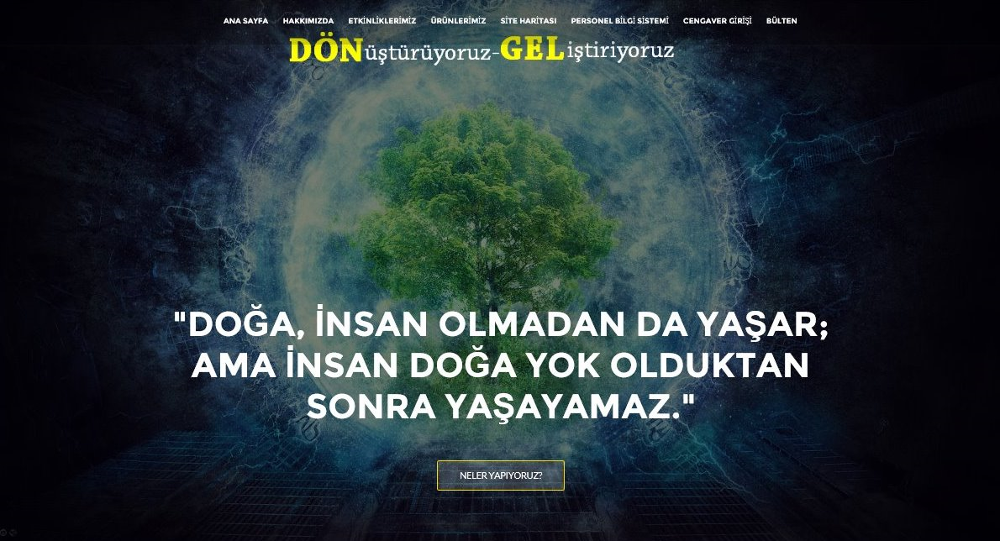 ANA SAYFA HAKKIMIZDA ETKİNLİKLERİMİZ ÜRÜNLERİMİZ SİTE HARİTASI PERSONEL BİLGİ SİSTEMİ CENGAVER GİRİŞİ BÜLTEN
DÖNüştürüyoruz-GELiştiriyoruz
"DOĞA, İNSAN OLMADAN DA YAŞAR;
AMA İNSAN DOĞA YOK OLDUKTAN
SONRA YAŞAYAMAZ."
NELER YAPIYORUZ?